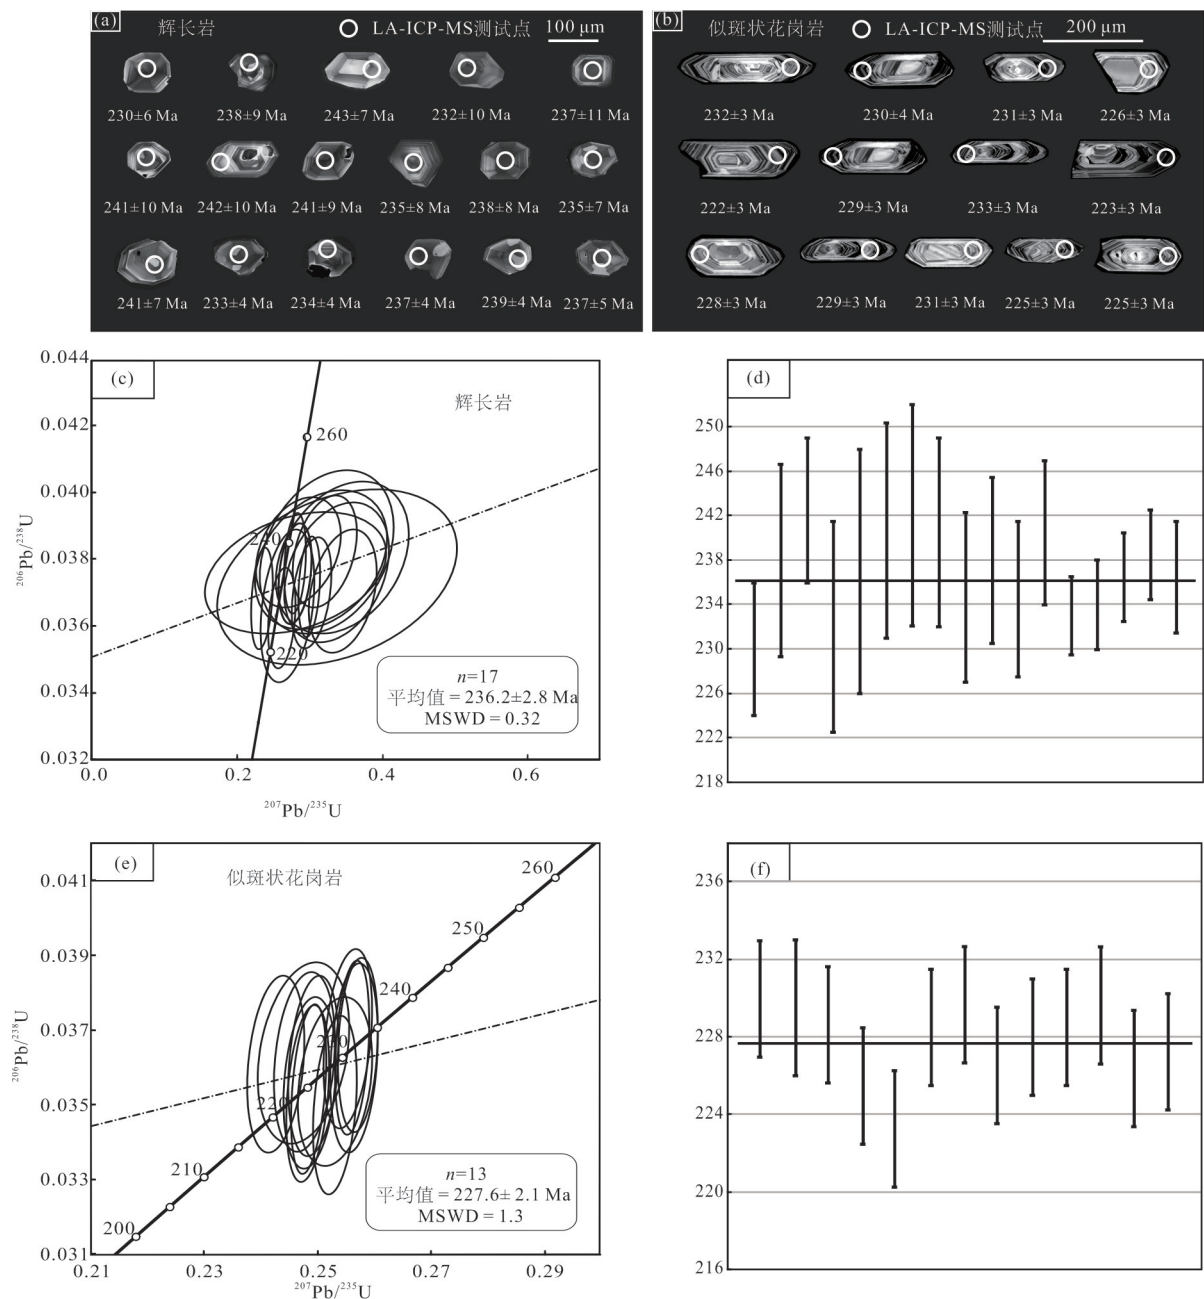 (a) 辉长岩 LA-ICP-MS测试点 100 μm
230±6 Ma 238±9 Ma 243±7 Ma 232±10 Ma 237±11 Ma
241±10 Ma 242±10 Ma 241±9 Ma 235±8 Ma 238±8 Ma 235±7 Ma
241±7 Ma 233±4 Ma 234±4 Ma 237±4 Ma 239±4 Ma 237±5 Ma
(b) 似斑状花岗岩 LA-ICP-MS测试点 200 μm
232±3 Ma 230±4 Ma 231±3 Ma 226±3 Ma
222±3 Ma 229±3 Ma 233±3 Ma 223±3 Ma
228±3 Ma 229±3 Ma 231±3 Ma 225±3 Ma 225±3 Ma
(c)
辉长岩
0.044
0.042
0.040
0.038
0.036
0.034
0.032
²⁰⁶Pb/²³⁸U
260
240
220
n=17
平均值 = 236.2±2.8 Ma
MSWD = 0.32
0.0 0.2 0.4 0.6
²⁰⁷Pb/²³⁵U
(d)
250
246
242
238
234
230
226
222
218
(e)
似斑状花岗岩
0.041
0.039
0.037
0.035
0.033
0.031
²⁰⁶Pb/²³⁸U
260
250
240
230
220
210
200
n=13
平均值 = 227.6± 2.1 Ma
MSWD = 1.3
0.21 0.23 0.25 0.27 0.29
²⁰⁷Pb/²³⁵U
(f)
236
232
228
224
220
216